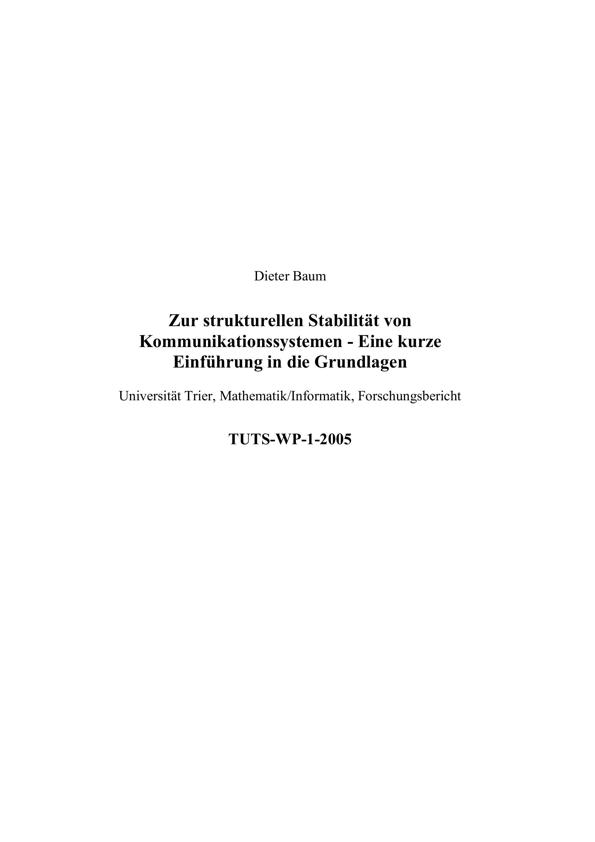 Dieter Baum
Zur strukturellen Stabilität von
Kommunikationssystemen - Eine kurze
Einführung in die Grundlagen
Universität Trier, Mathematik/Informatik, Forschungsbericht
TUTS-WP-1-2005